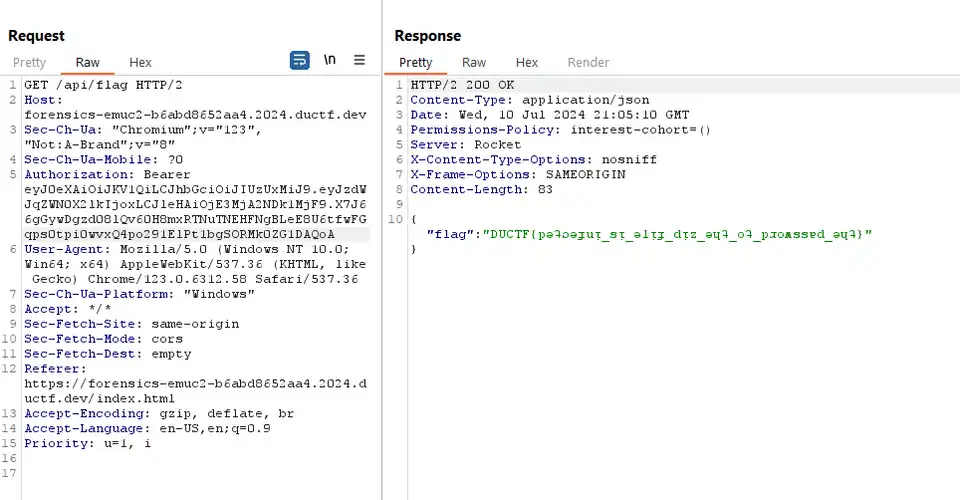 Request
Pretty Raw Hex \n
1 GET /api/flag HTTP/2
2 Host:
forensics-emuc2-b6abd8652aa4.2024.ductf.dev
3 Sec-Ch-Ua: "Chromium";v="123",
"Not:A-Brand";v="8"
4 Sec-Ch-Ua-Mobile: ?0
5 Authorization: Bearer
eyJ0eXAiOiJKV1QiLCJhbGciOiJIUzUxMiJ9.eyJzdW
JqZWN0X2lkIjoxLCJleHAiOjE3MjA2NDk1MjF9.X7J6
6gGywDgzd08lQv60H8mxRTNuTNEHFNgBLeE8U6tfwFG
qps0tpi0wvxQ4po291ElPt1bgSORMk0ZG1DAQoA
6 User-Agent: Mozilla/5.0 (Windows NT 10.0;
Win64; x64) AppleWebKit/537.36 (KHTML, like
Gecko) Chrome/123.0.6312.58 Safari/537.36
7 Sec-Ch-Ua-Platform: "Windows"
8 Accept: */*
9 Sec-Fetch-Site: same-origin
10 Sec-Fetch-Mode: cors
11 Sec-Fetch-Dest: empty
12 Referer:
https://forensics-emuc2-b6abd8652aa4.2024.d
uctf.dev/index.html
13 Accept-Encoding: gzip, deflate, br
14 Accept-Language: en-US,en;q=0.9
15 Priority: u=1, i
16
17
Response
Pretty Raw Hex Render
1 HTTP/2 200 OK
2 Content-Type: application/json
3 Date: Wed, 10 Jul 2024 21:05:10 GMT
4 Permissions-Policy: interest-cohort=()
5 Server: Rocket
6 X-Content-Type-Options: nosniff
7 X-Frame-Options: SAMEORIGIN
8 Content-Length: 83
9
10 {
"flag":"DUCTF{pǝʇɔǝɟuı_sı_ǝlıɟ_dız_ǝɥʇ_ɟo_pɹoʍssɐd_ǝɥʇ}"
}